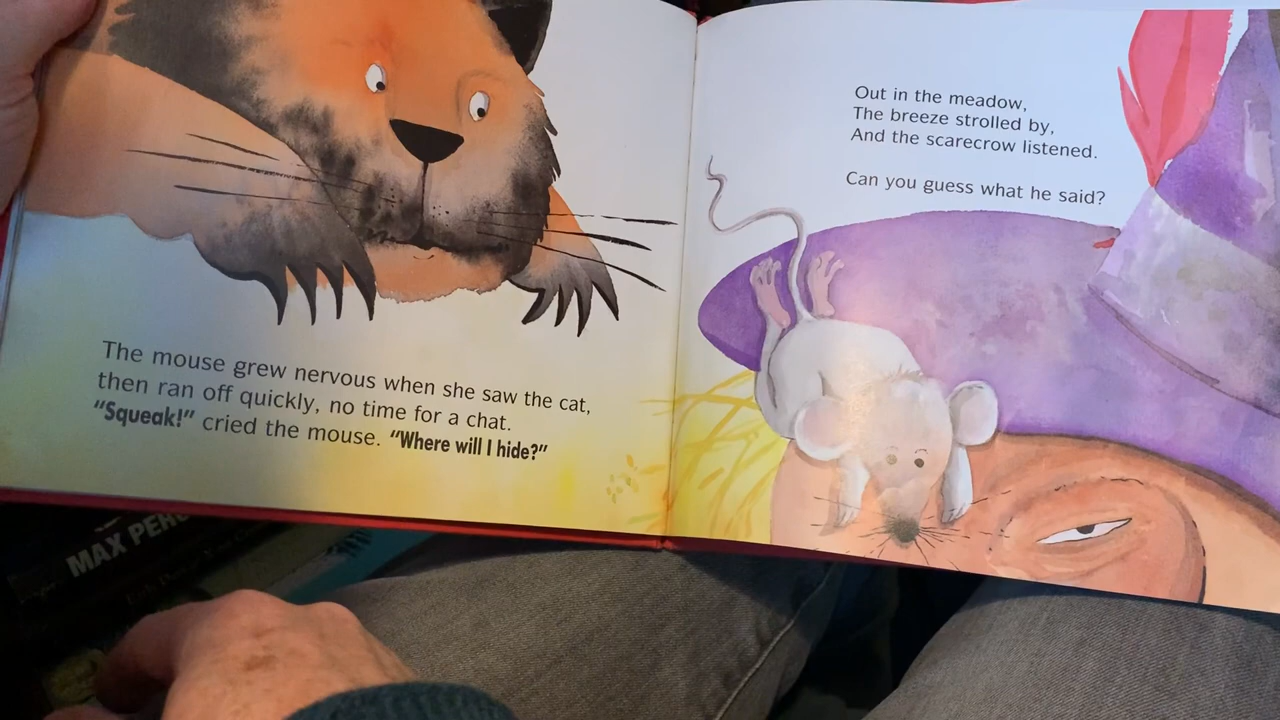 The mouse grew nervous when she saw the cat,
then ran off quickly, no time for a chat.
“Squeak!” cried the mouse. “Where will I hide?”
Out in the meadow,
The breeze strolled by,
And the scarecrow listened.
Can you guess what he said?
MAX